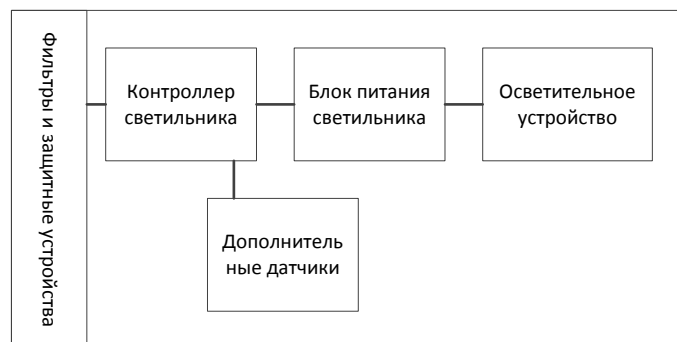 Фильтры и защитные устройства
Контроллер
светильника
Блок питания
светильника
Осветительное
устройство
Дополнитель
ные датчики